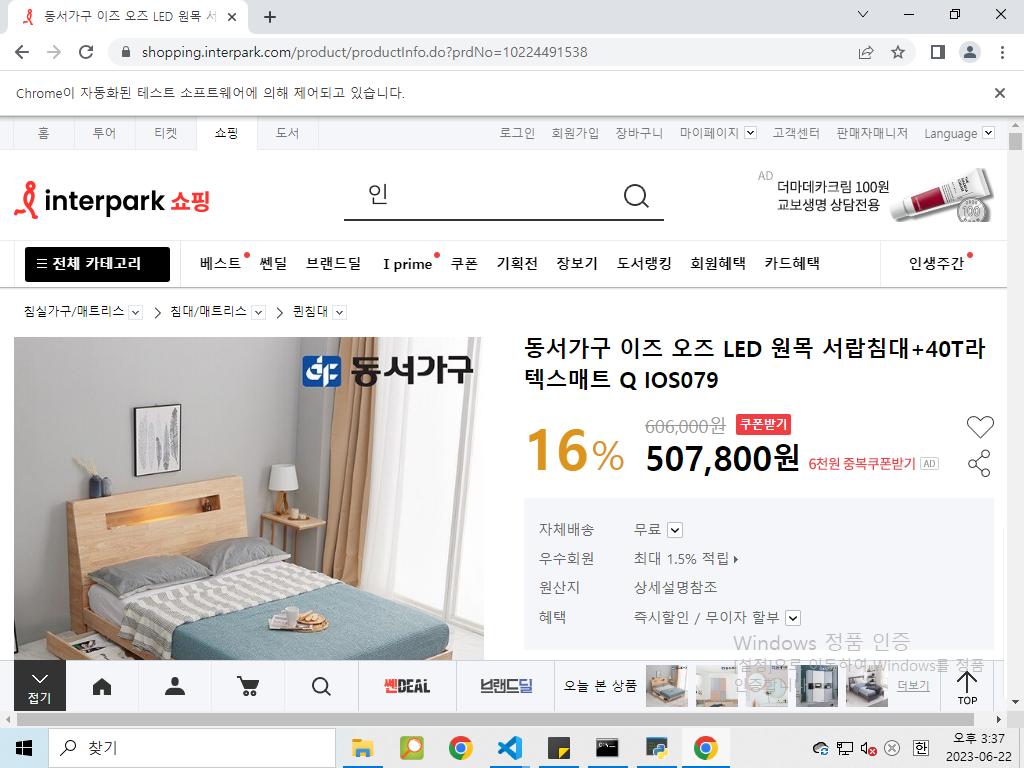 동서가구 이즈 오즈 LED 원목 서
shopping.interpark.com/product/productInfo.do?prdNo=10224491538
Chrome이 자동화된 테스트 소프트웨어에 의해 제어되고 있습니다.
홈 투어 티켓 쇼핑 도서 로그인 회원가입 장바구니 마이페이지 고객센터 판매자매니저 Language
interpark 쇼핑
인
AD
더마데카크림 100원
교보생명 상담전용
전체 카테고리 베스트 쎈딜 브랜드딜 I prime 쿠폰 기획전 장보기 도서랭킹 회원혜택 카드혜택 인생주간
침실가구/매트리스 침대/매트리스 퀸침대
동서가구
동서가구 이즈 오즈 LED 원목 서랍침대+40T라
텍스매트 Q IOS079
16% 606,000원 쿠폰받기
507,800원 6천원 중복쿠폰받기 AD
자체배송 무료
우수회원 최대 1.5% 적립
원산지 상세설명참조
혜택 즉시할인 / 무이자 할부
Windows 정품 인증
[설정]으로 이동하여 Windows를 정품
인증합니다
접기 쎈DEAL 브랜드딜 오늘 본 상품 더보기 TOP
찾기
한
오후 3:37
2023-06-22